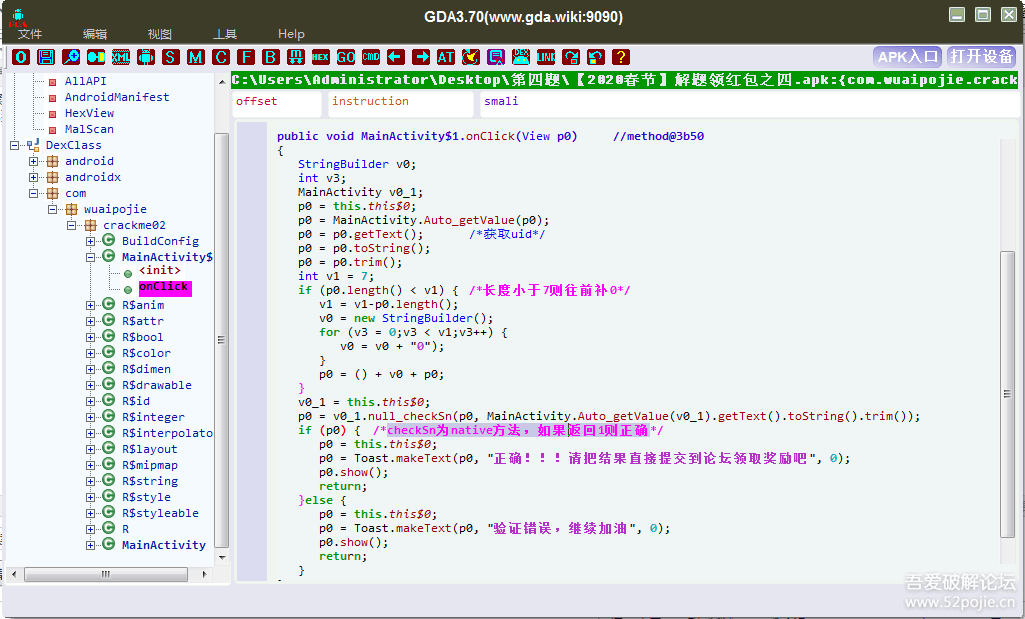 GDA3.70(www.gda.wiki:9090)
文件 编辑 视图 工具 Help
APK入口 打开设备
AllAPI
AndroidManifest
HexView
MalScan
DexClass
android
androidx
com
wuaipojie
crackme02
BuildConfig
MainActivity$
<init>
onClick
R$anim
R$attr
R$bool
R$color
R$dimen
R$drawable
R$id
R$integer
R$interpolato
R$layout
R$mipmap
R$string
R$style
R$styleable
R
MainActivity
C:\Users\Administrator\Desktop\第四题\【2020春节】解题领红包之四.apk:{com.wuaipojie.crack
offset instruction smali
public void MainActivity$1.onClick(View p0) //method@3b50
{
StringBuilder v0;
int v3;
MainActivity v0_1;
p0 = this.this$0;
p0 = MainActivity.Auto_getValue(p0);
p0 = p0.getText(); /*获取uid*/
p0 = p0.toString();
p0 = p0.trim();
int v1 = 7;
if (p0.length() < v1) { /*长度小于7则往前补0*/
v1 = v1-p0.length();
v0 = new StringBuilder();
for (v3 = 0;v3 < v1;v3++) {
v0 = v0 + "0");
}
p0 = () + v0 + p0;
}
v0_1 = this.this$0;
p0 = v0_1.null_checkSn(p0, MainActivity.Auto_getValue(v0_1).getText().toString().trim());
if (p0) { /*checkSn为native方法，如果返回1则正确*/
p0 = this.this$0;
p0 = Toast.makeText(p0, "正确！！！请把结果直接提交到论坛领取奖励吧", 0);
p0.show();
return;
}else {
p0 = this.this$0;
p0 = Toast.makeText(p0, "验证错误，继续加油", 0);
p0.show();
return;
}
吾爱破解论坛
www.52pojie.cn